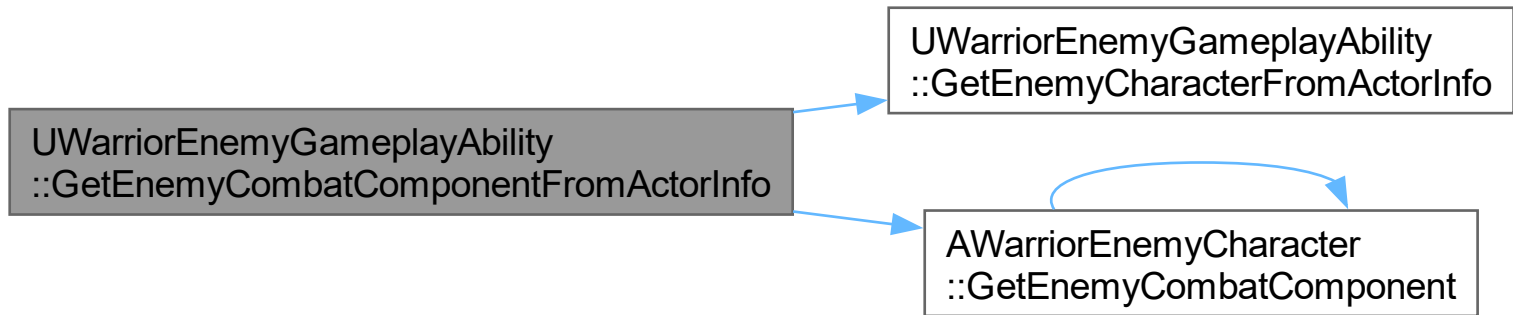 UWarriorEnemyGameplayAbility
::GetEnemyCharacterFromActorInfo
UWarriorEnemyGameplayAbility
::GetEnemyCombatComponentFromActorInfo
AWarriorEnemyCharacter
::GetEnemyCombatComponent